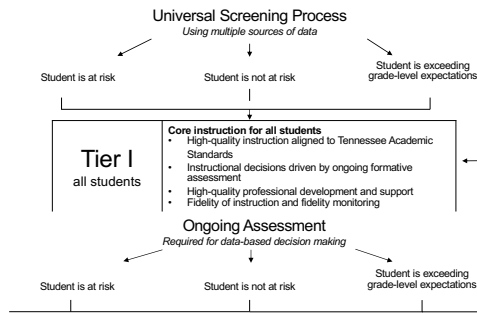 Universal Screening Process
Using multiple sources of data
Student is at risk
Student is not at risk
Student is exceeding
grade-level expectations
Tier I
all students
Core instruction for all students
• High-quality instruction aligned to Tennessee Academic
Standards
• Instructional decisions driven by ongoing formative
assessment
• High-quality professional development and support
• Fidelity of instruction and fidelity monitoring
Ongoing Assessment
Required for data-based decision making
Student is at risk
Student is not at risk
Student is exceeding
grade-level expectations